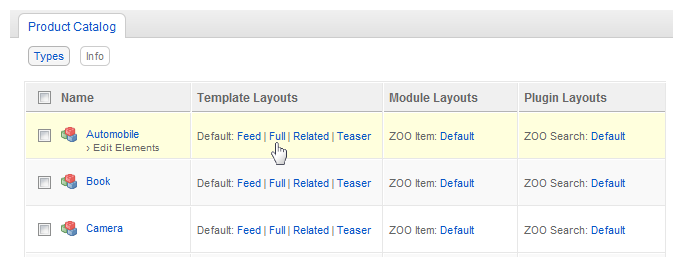 Product Catalog
Types Info
Name Template Layouts Module Layouts Plugin Layouts
Automobile Default: Feed | Full | Related | Teaser ZOO Item: Default ZOO Search: Default
› Edit Elements
Book Default: Feed | Full | Related | Teaser ZOO Item: Default ZOO Search: Default
Camera Default: Feed | Full | Related | Teaser ZOO Item: Default ZOO Search: Default